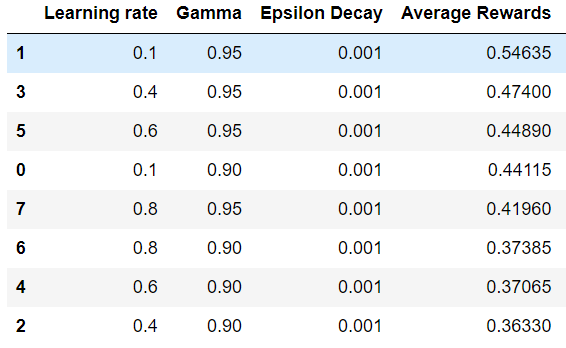 Learning rate Gamma Epsilon Decay Average Rewards
1 0.1 0.95 0.001 0.54635
3 0.4 0.95 0.001 0.47400
5 0.6 0.95 0.001 0.44890
0 0.1 0.90 0.001 0.44115
7 0.8 0.95 0.001 0.41960
6 0.8 0.90 0.001 0.37385
4 0.6 0.90 0.001 0.37065
2 0.4 0.90 0.001 0.36330